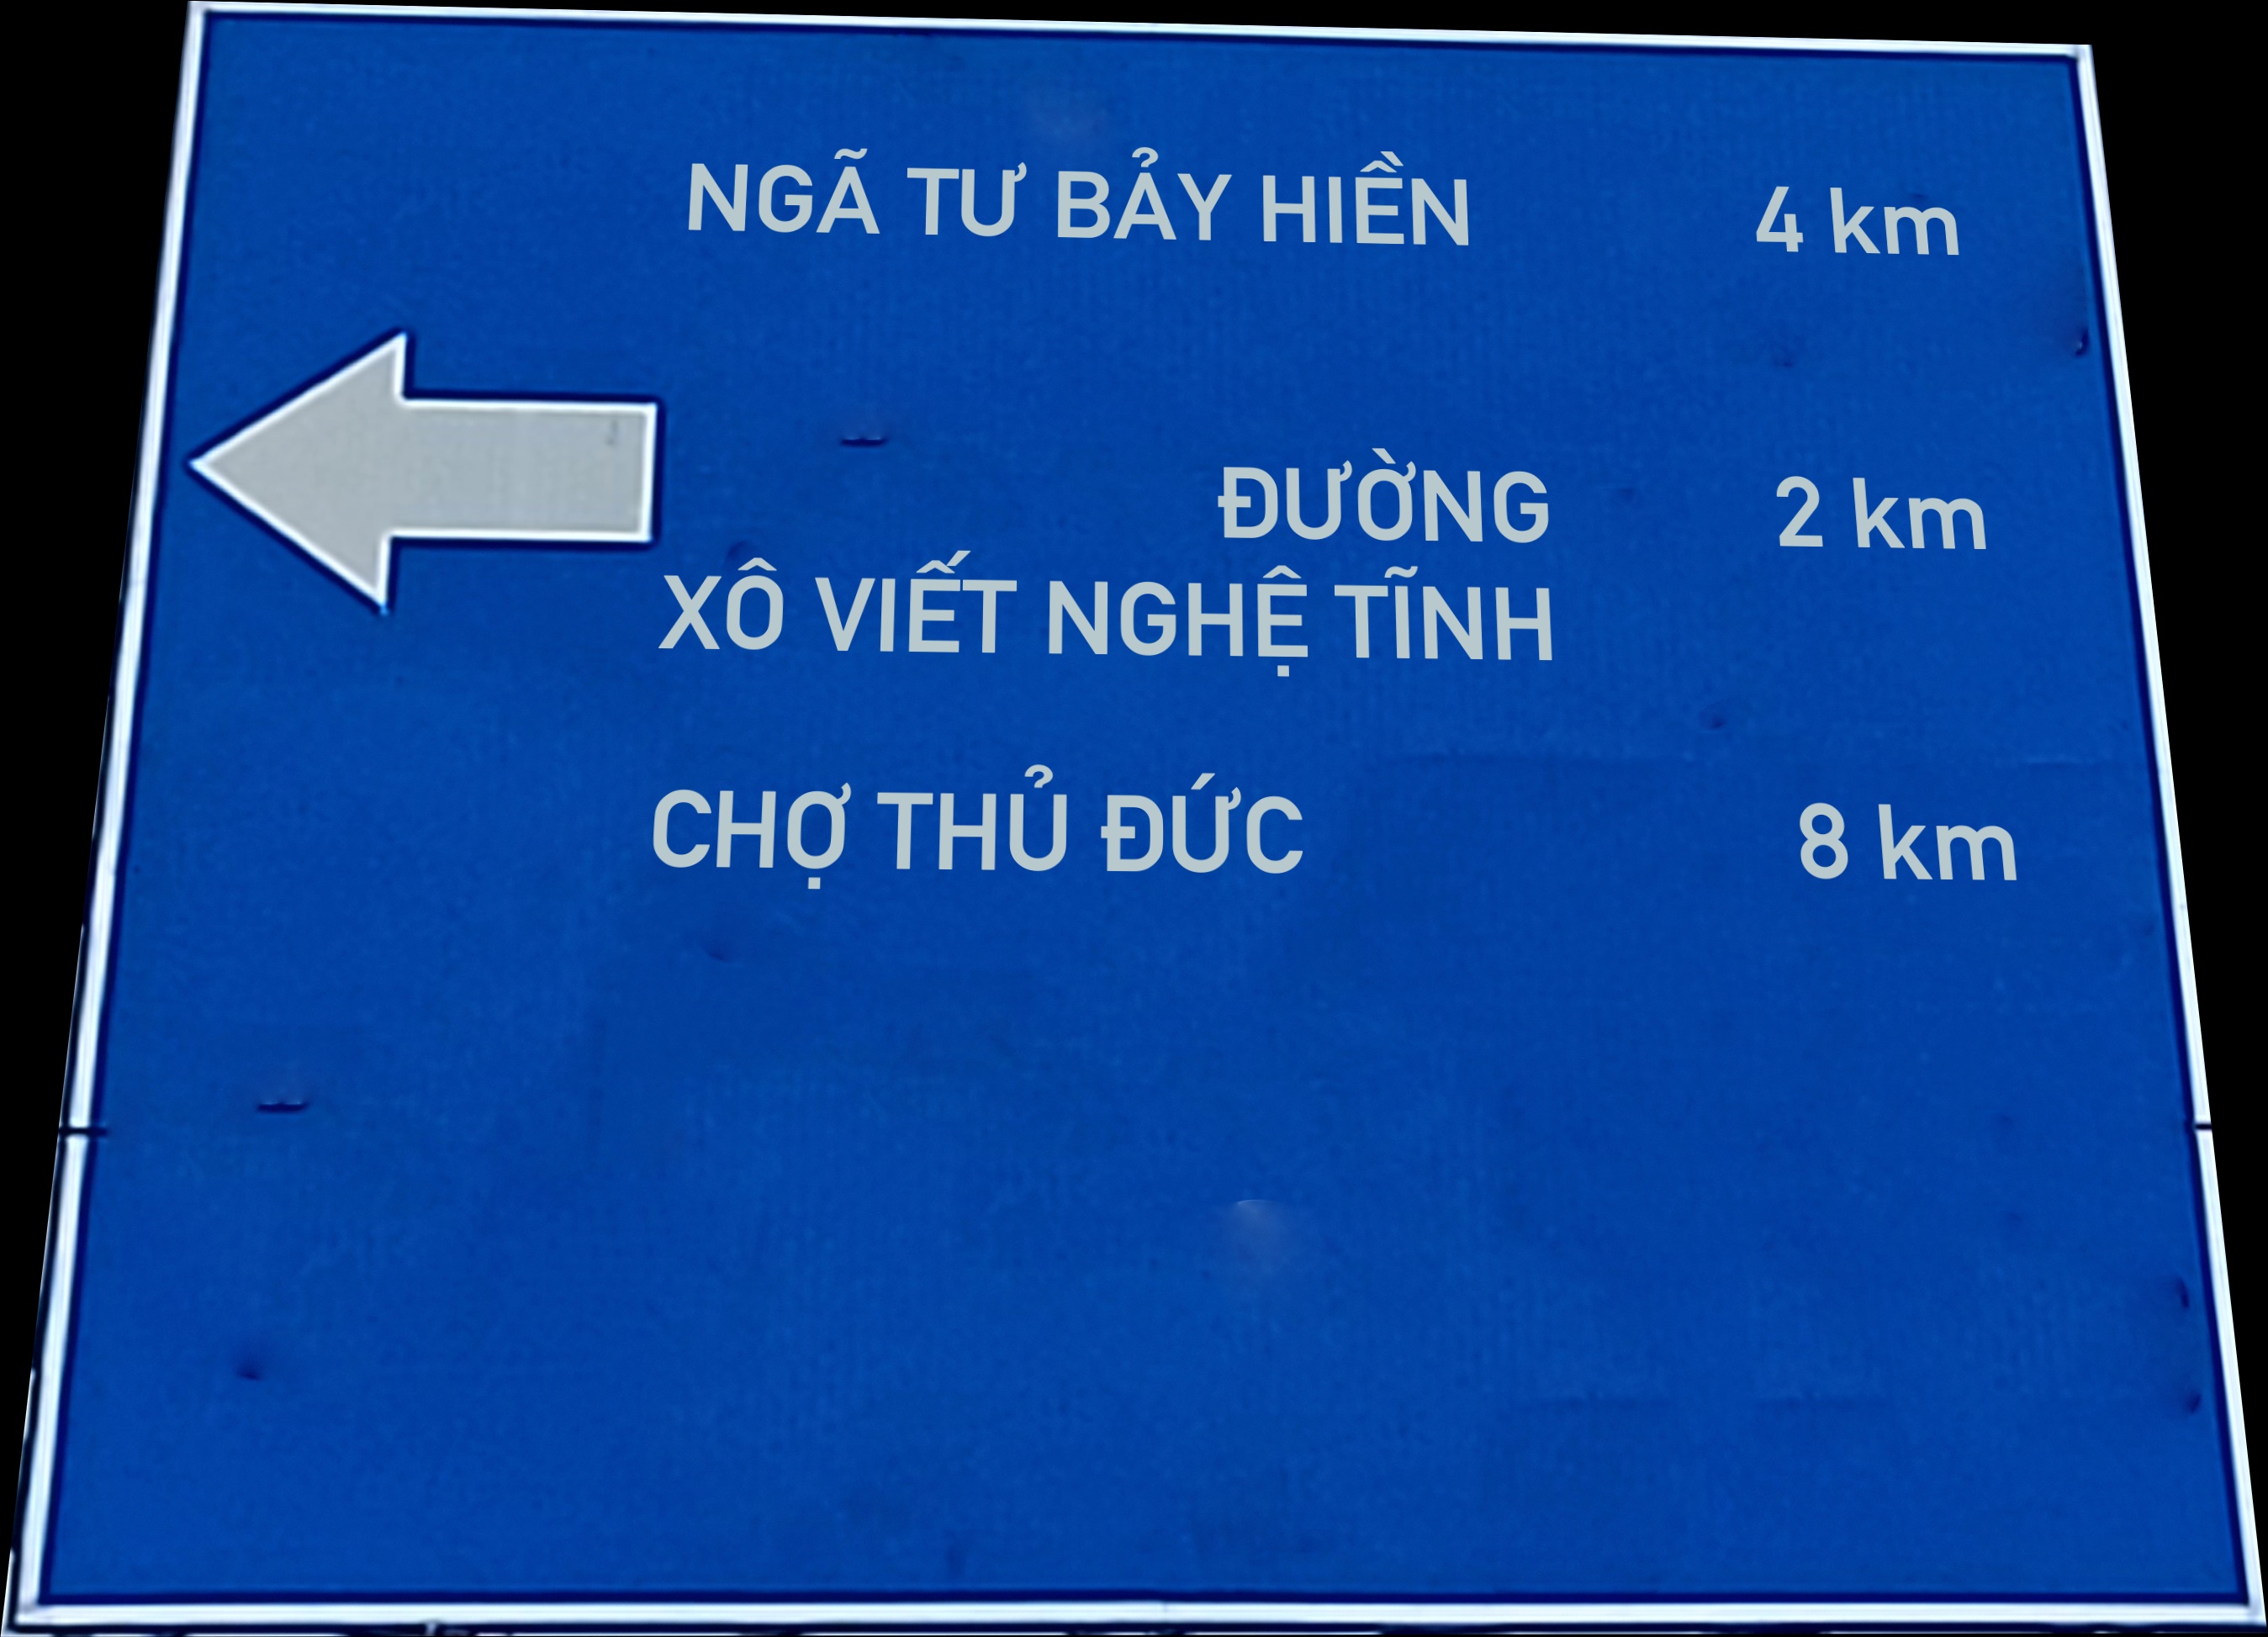 NGÃ TƯ BẢY HIỀN 4 km
ĐƯỜNG 2 km
XÔ VIẾT NGHỆ TĨNH
CHỢ THỦ ĐỨC 8 km